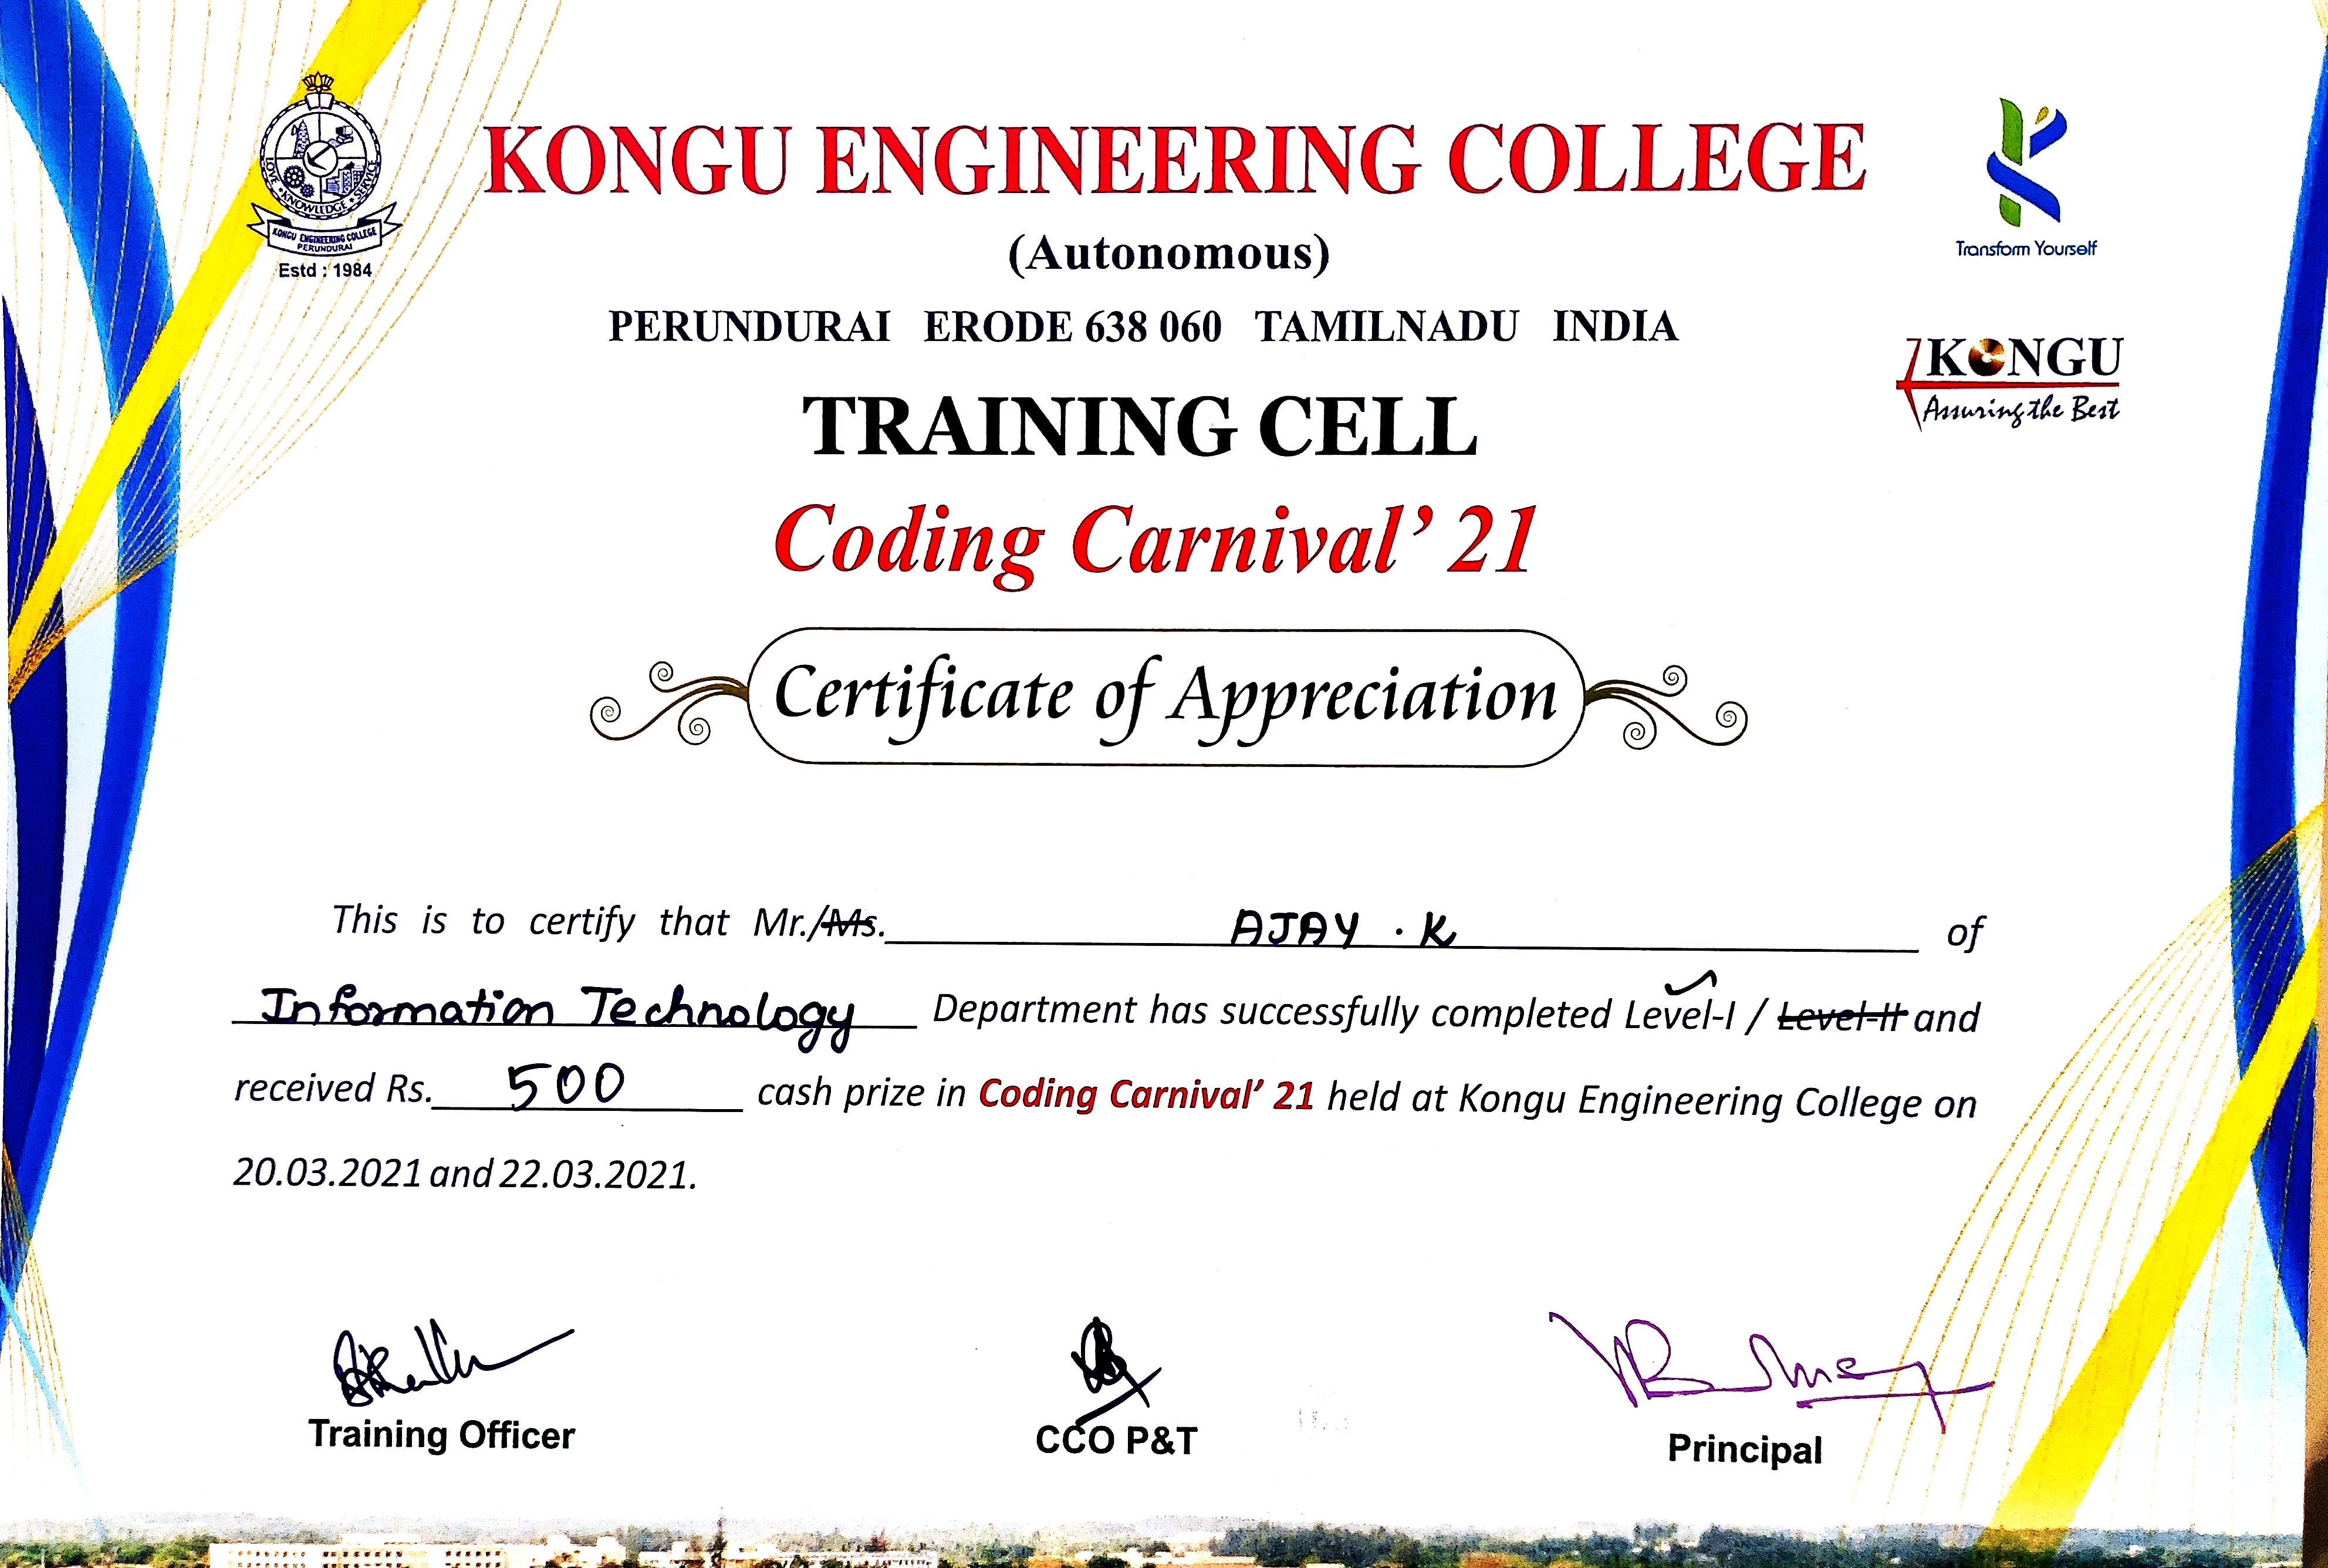 KONGU ENGINEERING COLLEGE
(Autonomous)
PERUNDURAI ERODE 638 060 TAMILNADU INDIA
LOVE • KNOWLEDGE • SERVICE
KONGU ENGINEERING COLLEGE
PERUNDURAI
Estd : 1984
Transform Yourself
KONGU
Assuring the Best
TRAINING CELL
Coding Carnival' 21
Certificate of Appreciation
This is to certify that Mr./Ms. AJAY . K of
Information Technology Department has successfully completed Level-I / Level-II and
received Rs. 500 cash prize in Coding Carnival' 21 held at Kongu Engineering College on
20.03.2021 and 22.03.2021.
Training Officer
CCO P&T
Principal